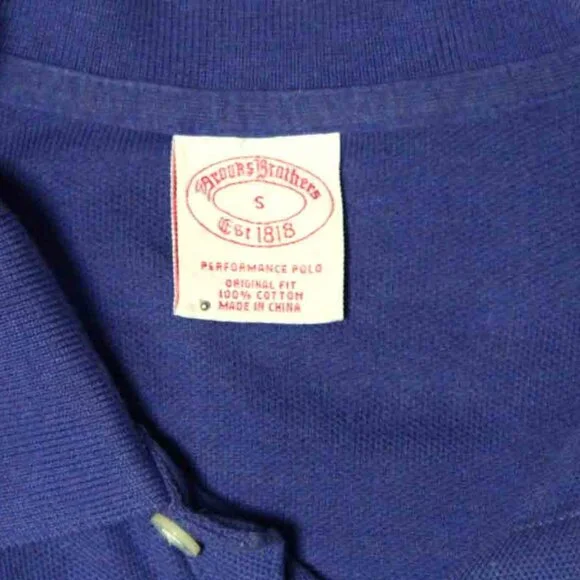 Brooks Brothers
S
Est 1818
PERFORMANCE POLO
ORIGINAL FIT
100% COTTON
MADE IN CHINA